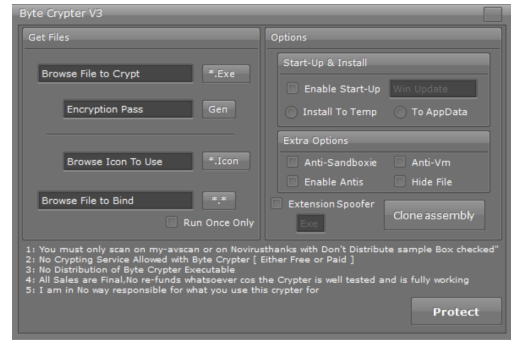 Byte Crypter V3
Get Files
Browse File to Crypt
*.Exe
Encryption Pass
Gen
Browse Icon To Use
*.Icon
Browse File to Bind
*.*
Run Once Only
Options
Start-Up & Install
Enable Start-Up
Win Update
Install To Temp
To AppData
Extra Options
Anti-Sandboxie
Anti-Vm
Enable Antis
Hide File
Extension Spoofer
Exe
Clone assembly
1: You must only scan on my-avscan or on Novirusthanks with Don't Distribute sample Box checked"
2: No Crypting Service Allowed with Byte Crypter [ Either Free or Paid ]
3: No Distribution of Byte Crypter Executable
4: All Sales are Final,No re-funds whatsoever cos the Crypter is well tested and is fully working
5: I am in No way responsible for what you use this crypter for
Protect